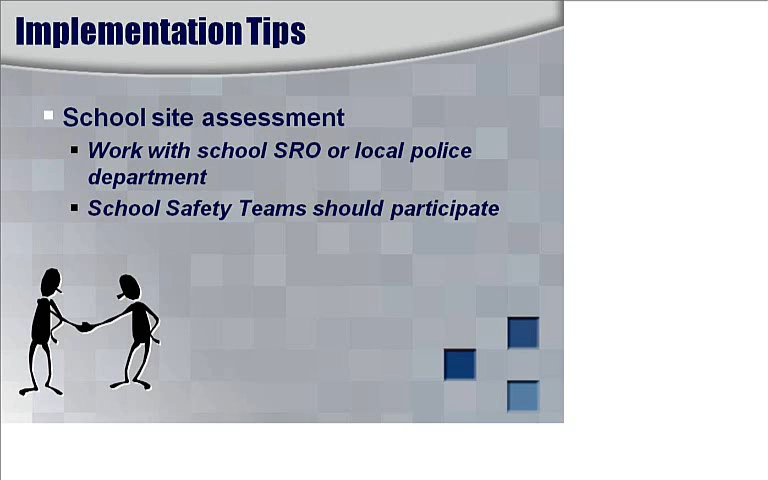 Implementation Tips
School site assessment
Work with school SRO or local police
department
School Safety Teams should participate